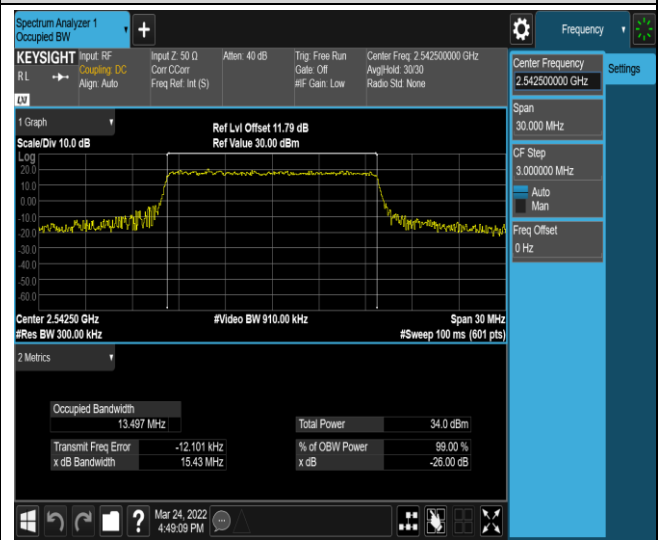 Spectrum Analyzer 1
Occupied BW
+
Frequency
KEYSIGHT
RL
LXI
Input: RF
Coupling: DC
Align: Auto
Input Z: 50 Ω
Corr CCorr
Freq Ref: Int (S)
Atten: 40 dB
Trig: Free Run
Gate: Off
#IF Gain: Low
Center Freq: 2.542500000 GHz
Avg|Hold: 30/30
Radio Std: None
Center Frequency
2.542500000 GHz
Settings
Span
30.000 MHz
CF Step
3.000000 MHz
Auto
Man
Freq Offset
0 Hz
1 Graph
Scale/Div 10.0 dB
Ref Lvl Offset 11.79 dB
Ref Value 30.00 dBm
Log
20.0
10.0
0.00
-10.0
-20.0
-30.0
-40.0
-50.0
-60.0
Center 2.54250 GHz
#Res BW 300.00 kHz
#Video BW 910.00 kHz
Span 30 MHz
#Sweep 100 ms (601 pts)
2 Metrics
Occupied Bandwidth
13.497 MHz
Transmit Freq Error -12.101 kHz
x dB Bandwidth 15.43 MHz
Total Power 34.0 dBm
% of OBW Power 99.00 %
x dB -26.00 dB
?
Mar 24, 2022
4:49:09 PM